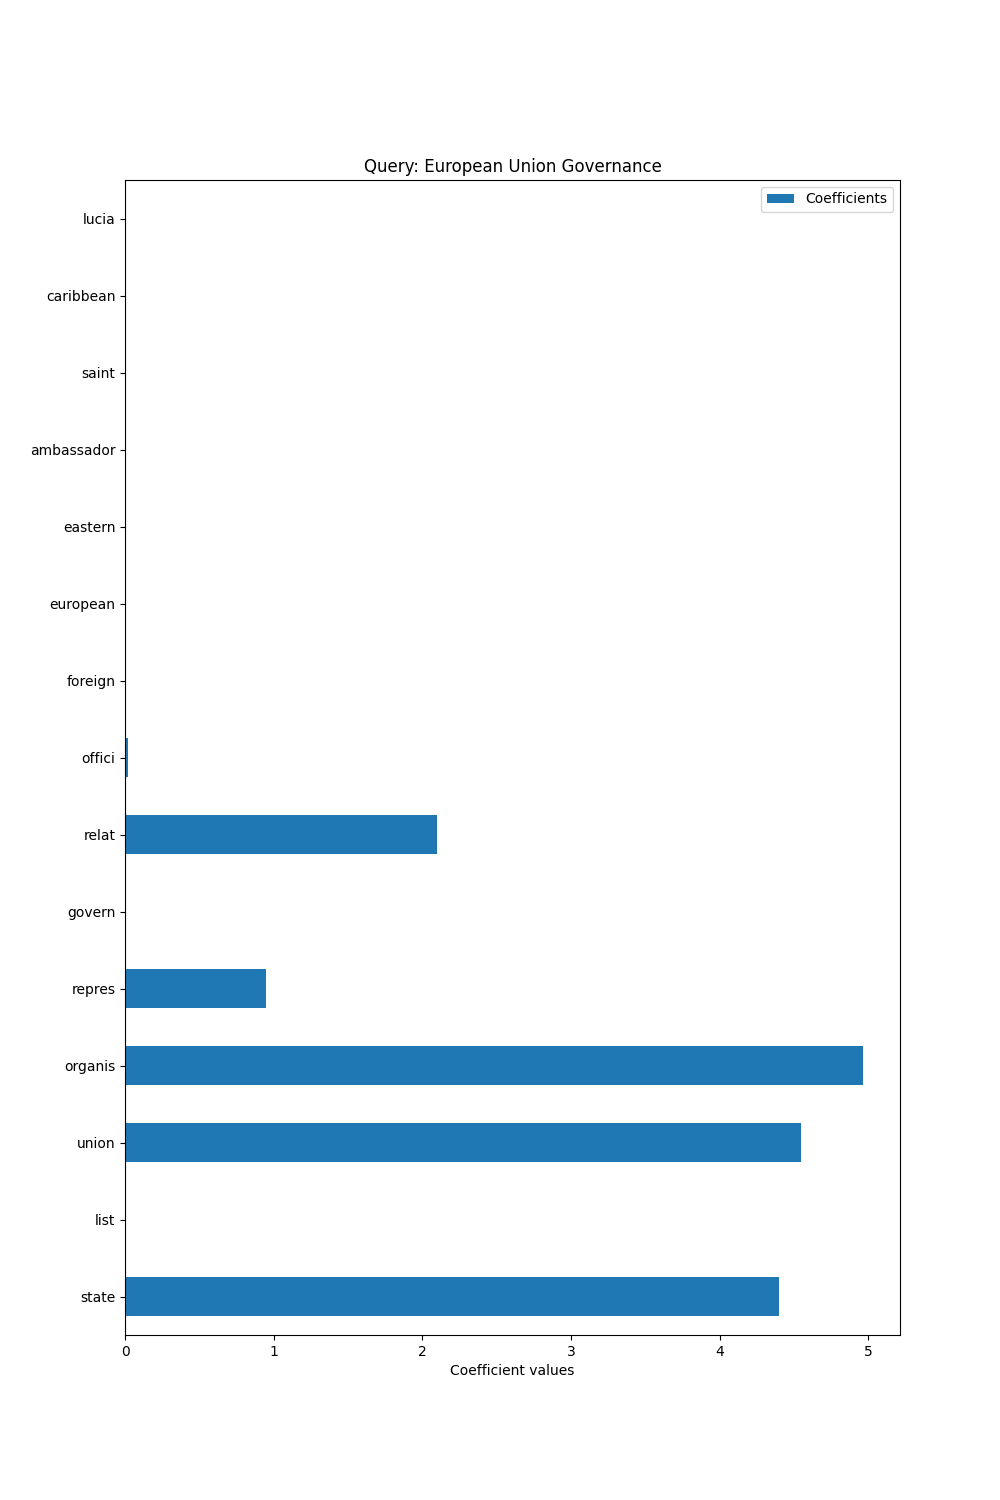 Query: European Union Governance
Coefficients
lucia
caribbean
saint
ambassador
eastern
european
foreign
offici
relat
govern
repres
organis
union
list
state
0 1 2 3 4 5
Coefficient values